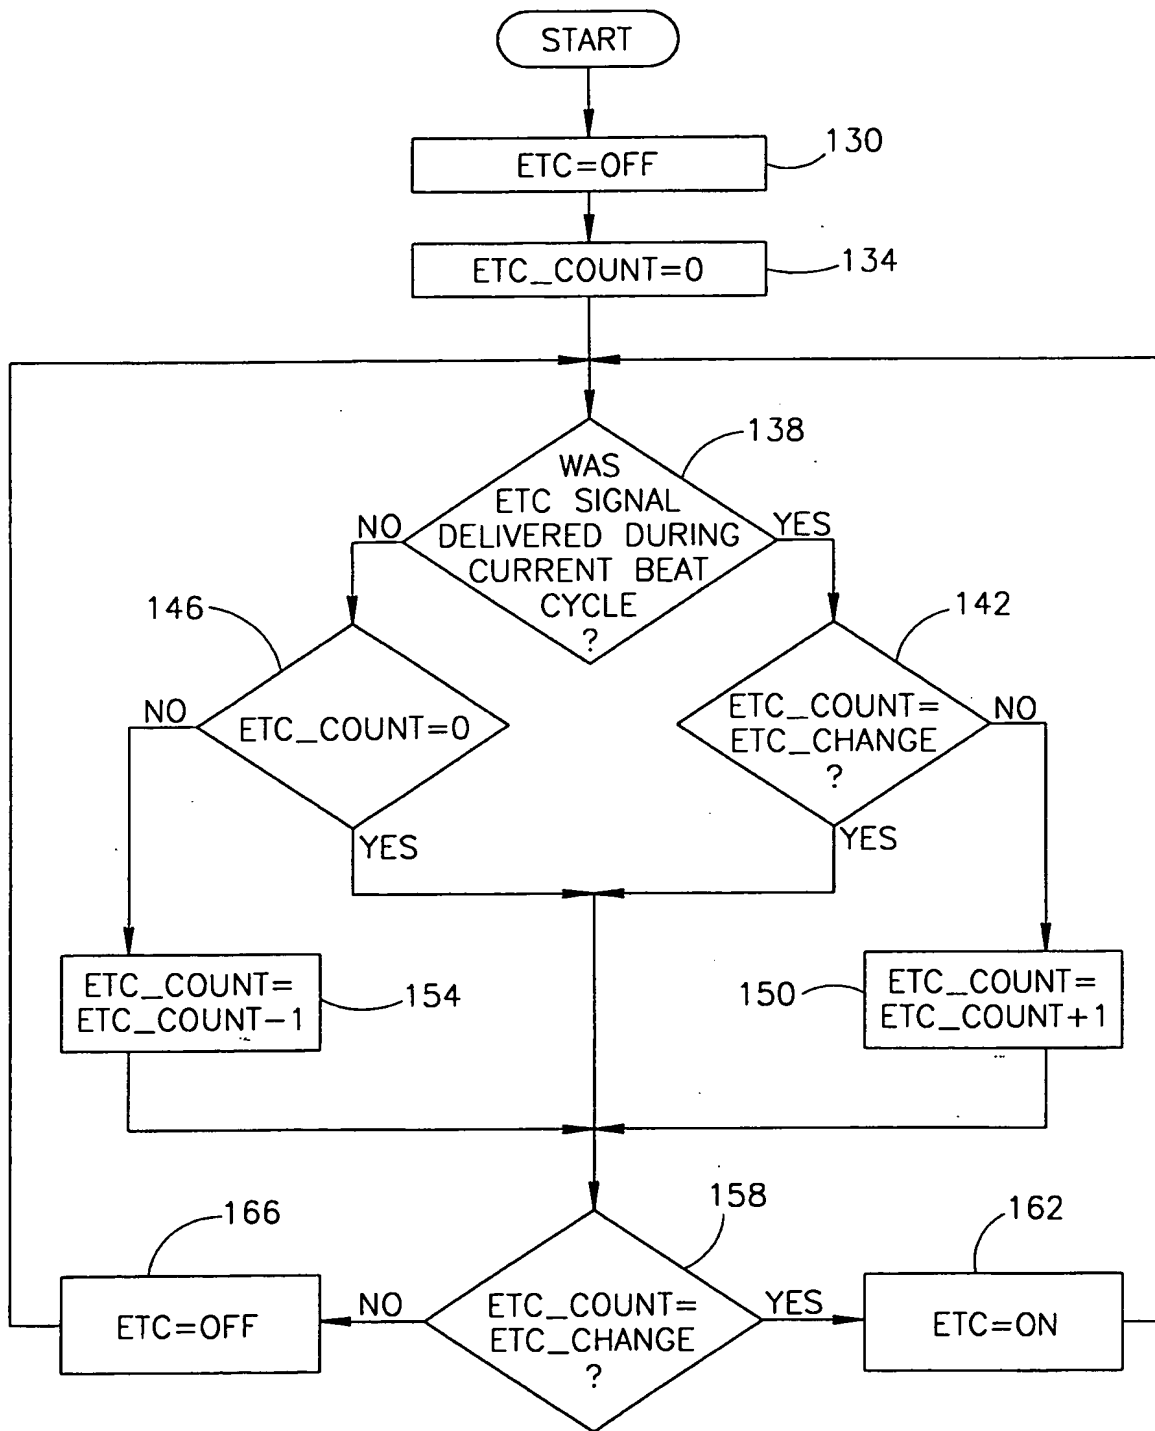 START
ETC=OFF
130
ETC_COUNT=0
134
138
WAS
ETC SIGNAL
DELIVERED DURING
CURRENT BEAT
CYCLE
?
NO
YES
146
142
ETC_COUNT=0
NO
YES
ETC_COUNT=
ETC_CHANGE
?
NO
YES
ETC_COUNT=
ETC_COUNT-1
154
150
ETC_COUNT=
ETC_COUNT+1
166
158
162
ETC=OFF
NO
ETC_COUNT=
ETC_CHANGE
?
YES
ETC=ON